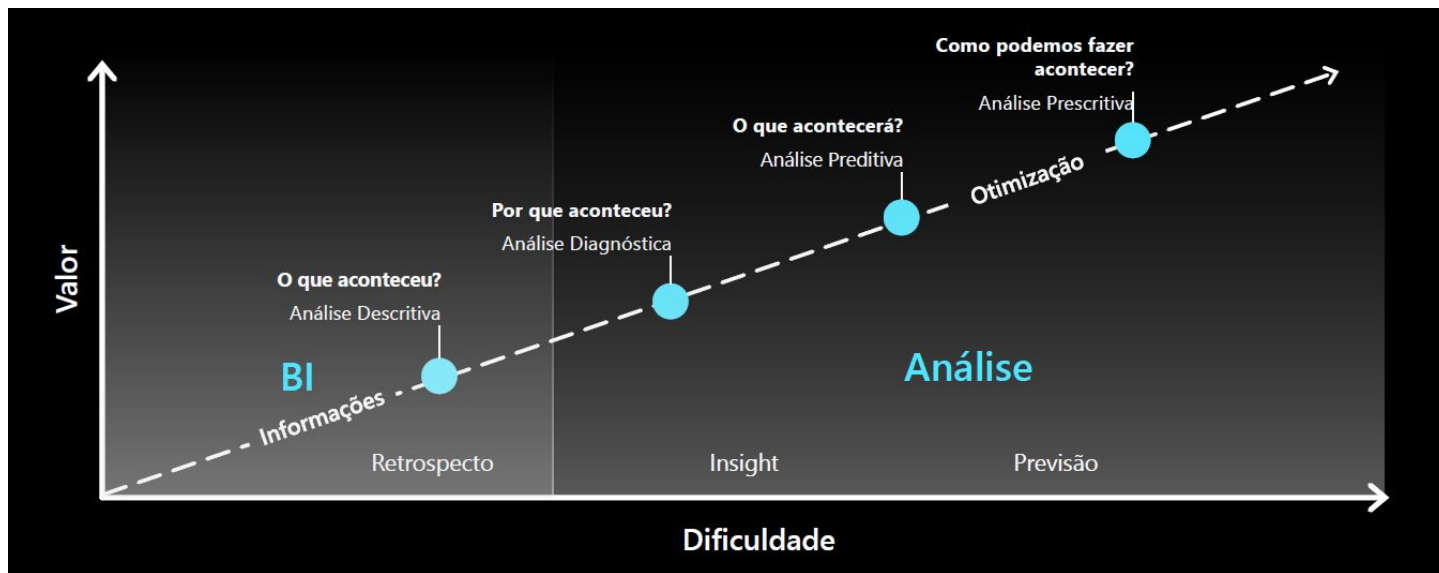 Como podemos fazer
acontecer?
Análise Prescritiva
O que acontecerá?
Análise Preditiva
Otimização
Por que aconteceu?
Análise Diagnóstica
O que aconteceu?
Análise Descritiva
Valor
BI
Análise
Informações
Retrospecto
Insight
Previsão
Dificuldade